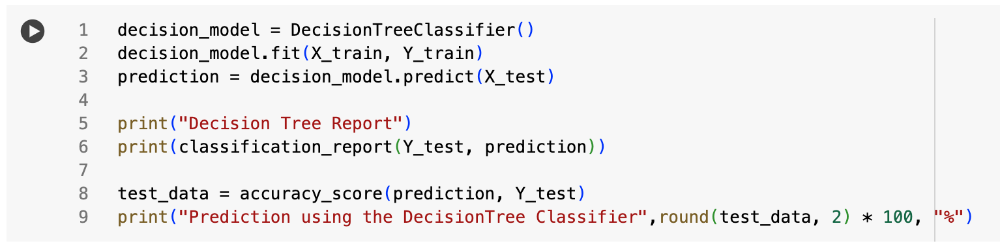 1 decision_model = DecisionTreeClassifier()
2 decision_model.fit(X_train, Y_train)
3 prediction = decision_model.predict(X_test)
4
5 print("Decision Tree Report")
6 print(classification_report(Y_test, prediction))
7
8 test_data = accuracy_score(prediction, Y_test)
9 print("Prediction using the DecisionTree Classifier",round(test_data, 2) * 100, "%")